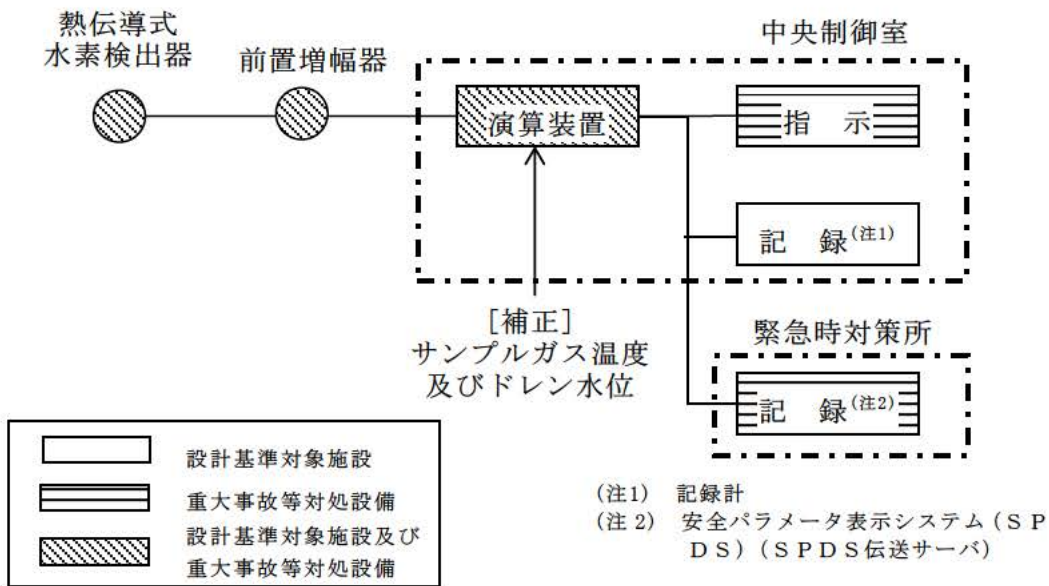 熱伝導式
水素検出器
前置増幅器
中央制御室
演算装置
指　示
記　録(注1)
[補正]
サンプルガス温度
及びドレン水位
緊急時対策所
記　録(注2)
設計基準対象施設
重大事故等対処設備
設計基準対象施設及び
重大事故等対処設備
(注1)　記録計
(注２)　安全パラメータ表示システム(ＳＰ
ＤＳ)(ＳＰＤＳ伝送サーバ)